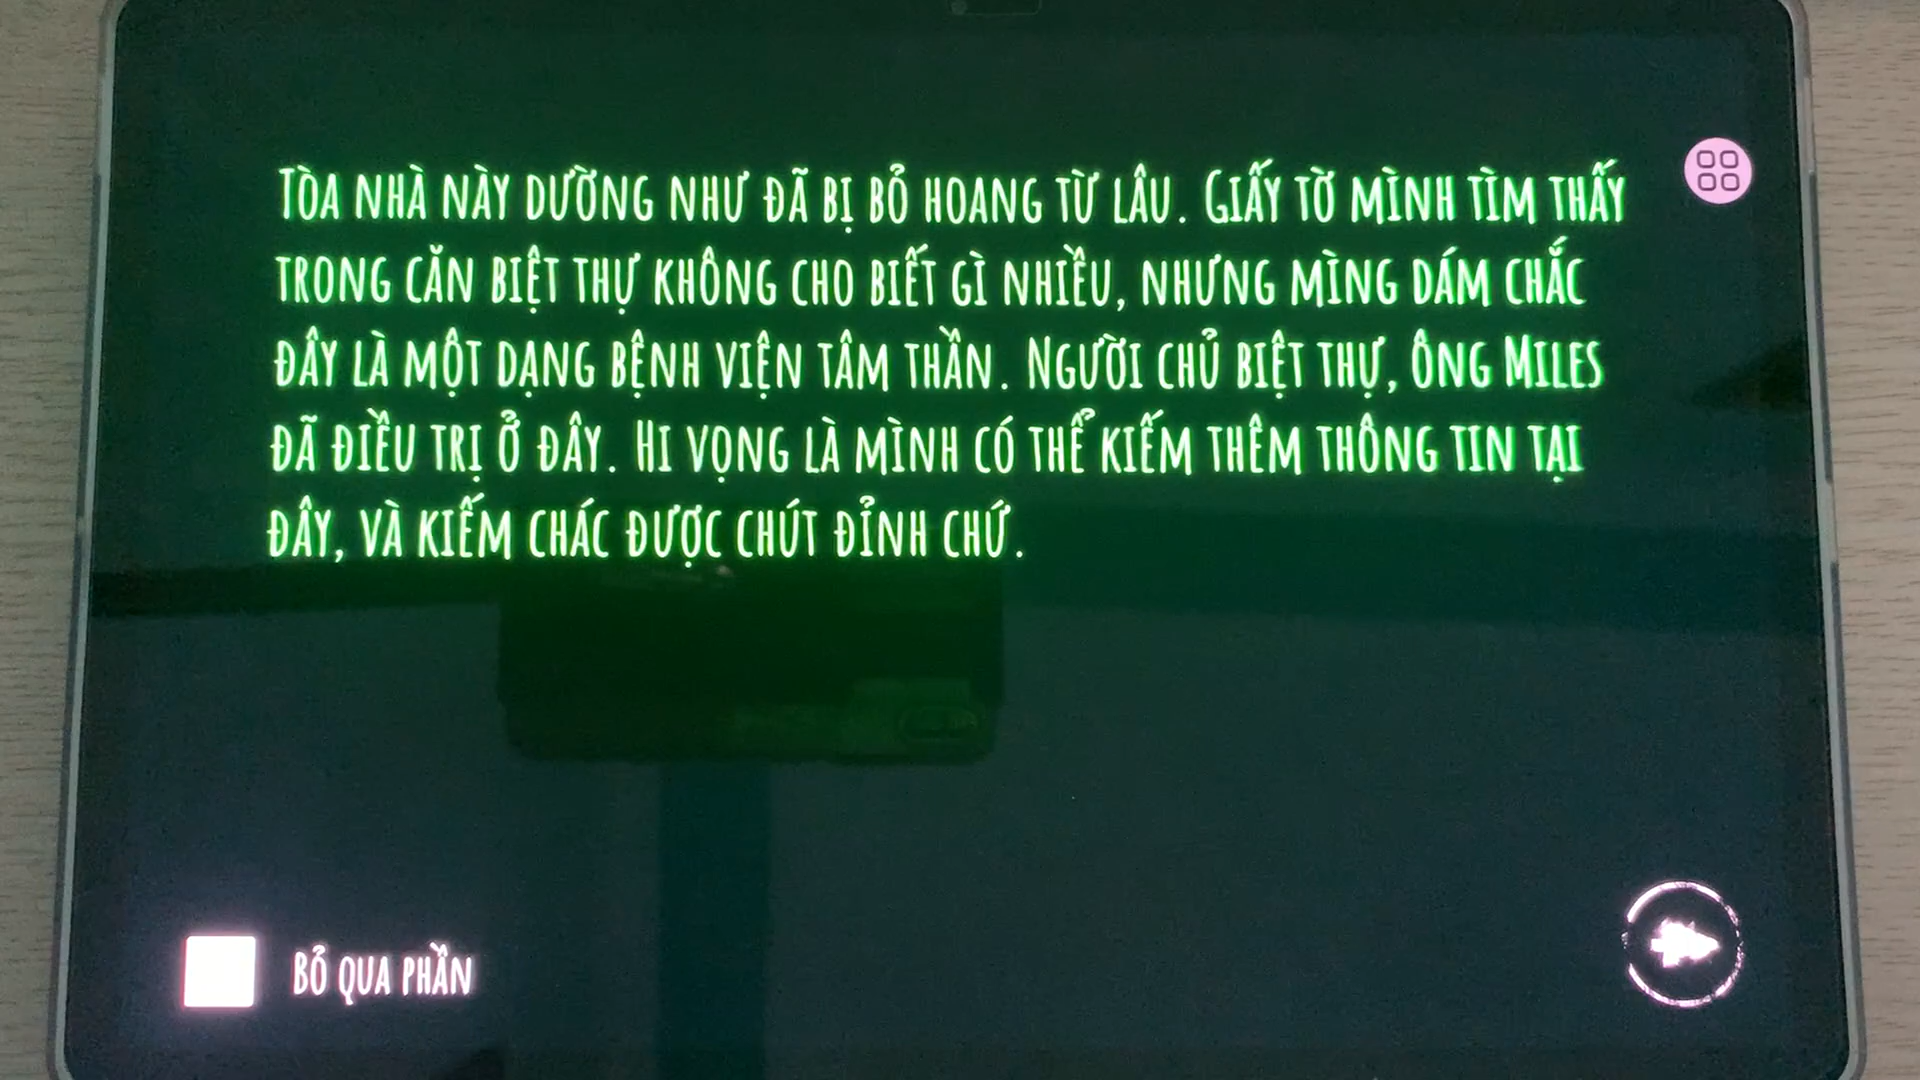 Tòa nhà này dường như đã bị bỏ hoang từ lâu. Giấy tờ mình tìm thấy
trong căn biệt thự không cho biết gì nhiều, nhưng mìng dám chắc
đây là một dạng bệnh viện tâm thần. Người chủ biệt thự, ông Miles
đã điều trị ở đây. Hi vọng là mình có thể kiếm thêm thông tin tại
đây, và kiếm chác được chút đỉnh chứ.
Bỏ qua phần